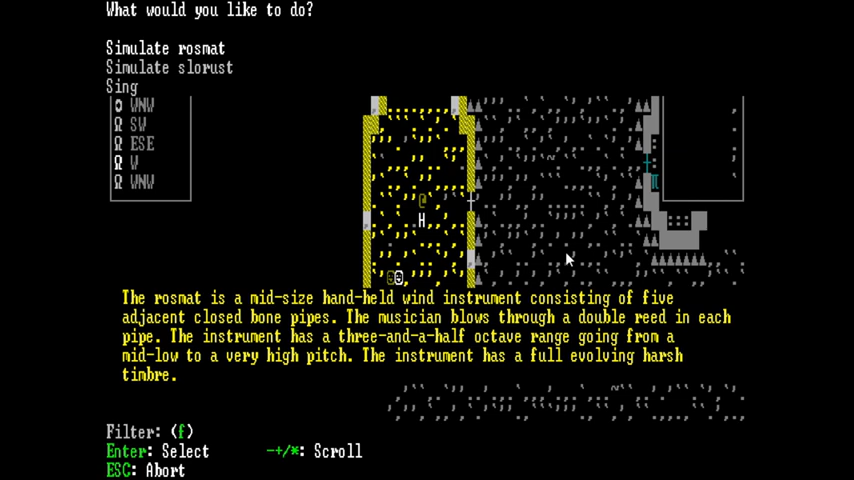 What would you like to do?
Simulate rosmat
Simulate slorust
Sing
WNW
SW
ESE
W
WNW
H
The rosmat is a mid-size hand-held wind instrument consisting of five
adjacent closed bone pipes. The musician blows through a double reed in each
pipe. The instrument has a three-and-a-half octave range going from a
mid-low to a very high pitch. The instrument has a full evolving harsh
timbre.
Filter: (f)
Enter: Select -+/*: Scroll
ESC: Abort